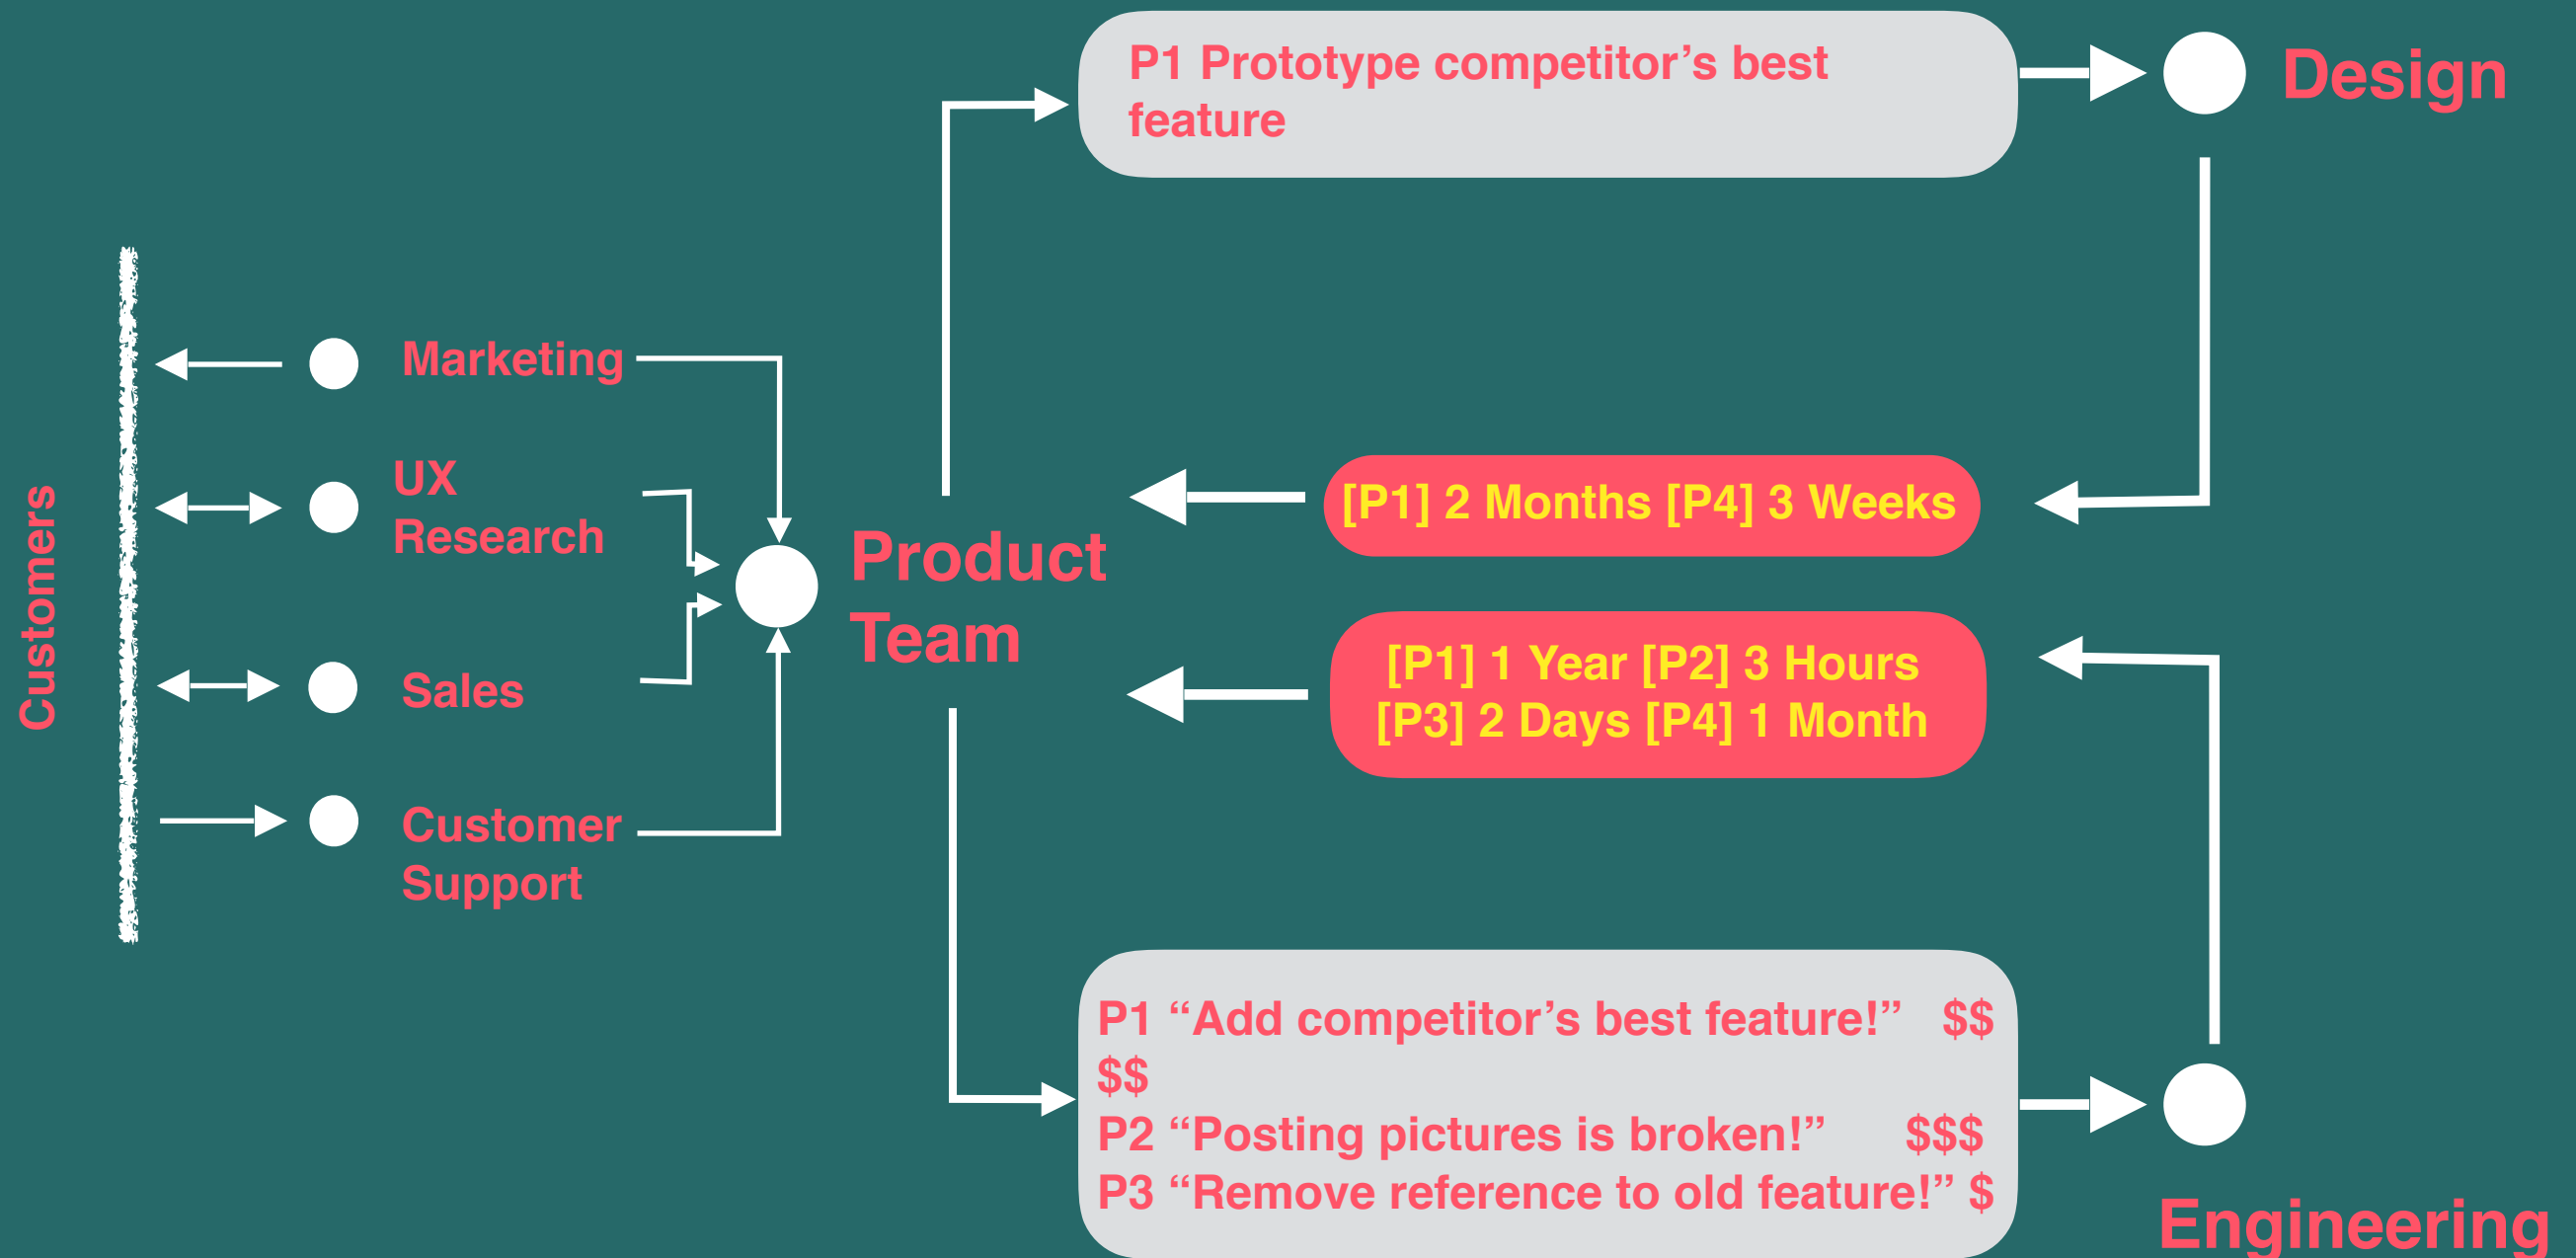 P1 Prototype competitor’s best
feature
Design
Customers
Marketing
UX
Research
Sales
Customer
Support
Product
Team
[P1] 2 Months [P4] 3 Weeks
[P1] 1 Year [P2] 3 Hours
[P3] 2 Days [P4] 1 Month
P1 “Add competitor’s best feature!” $$
$$
P2 “Posting pictures is broken!” $$$
P3 “Remove reference to old feature!” $
Engineering